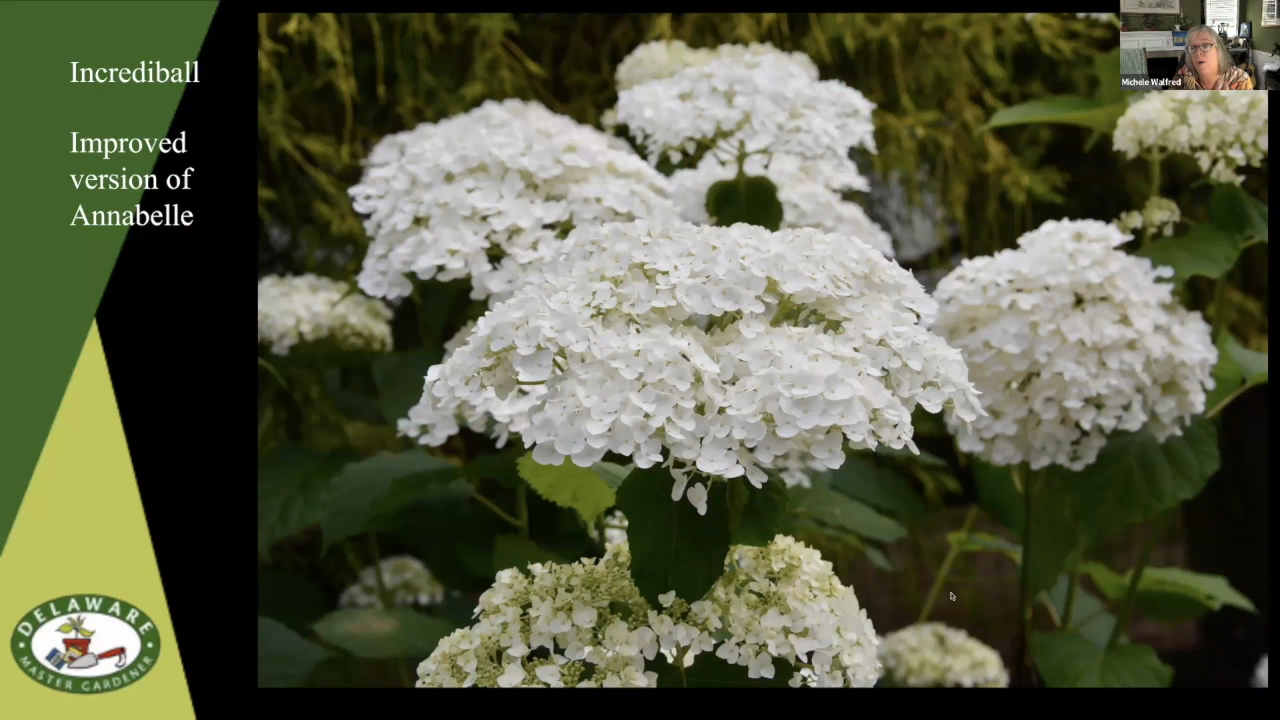 Incrediball
Improved
version of
Annabelle
Michele Walfred
DELAWARE
MASTER GARDENER